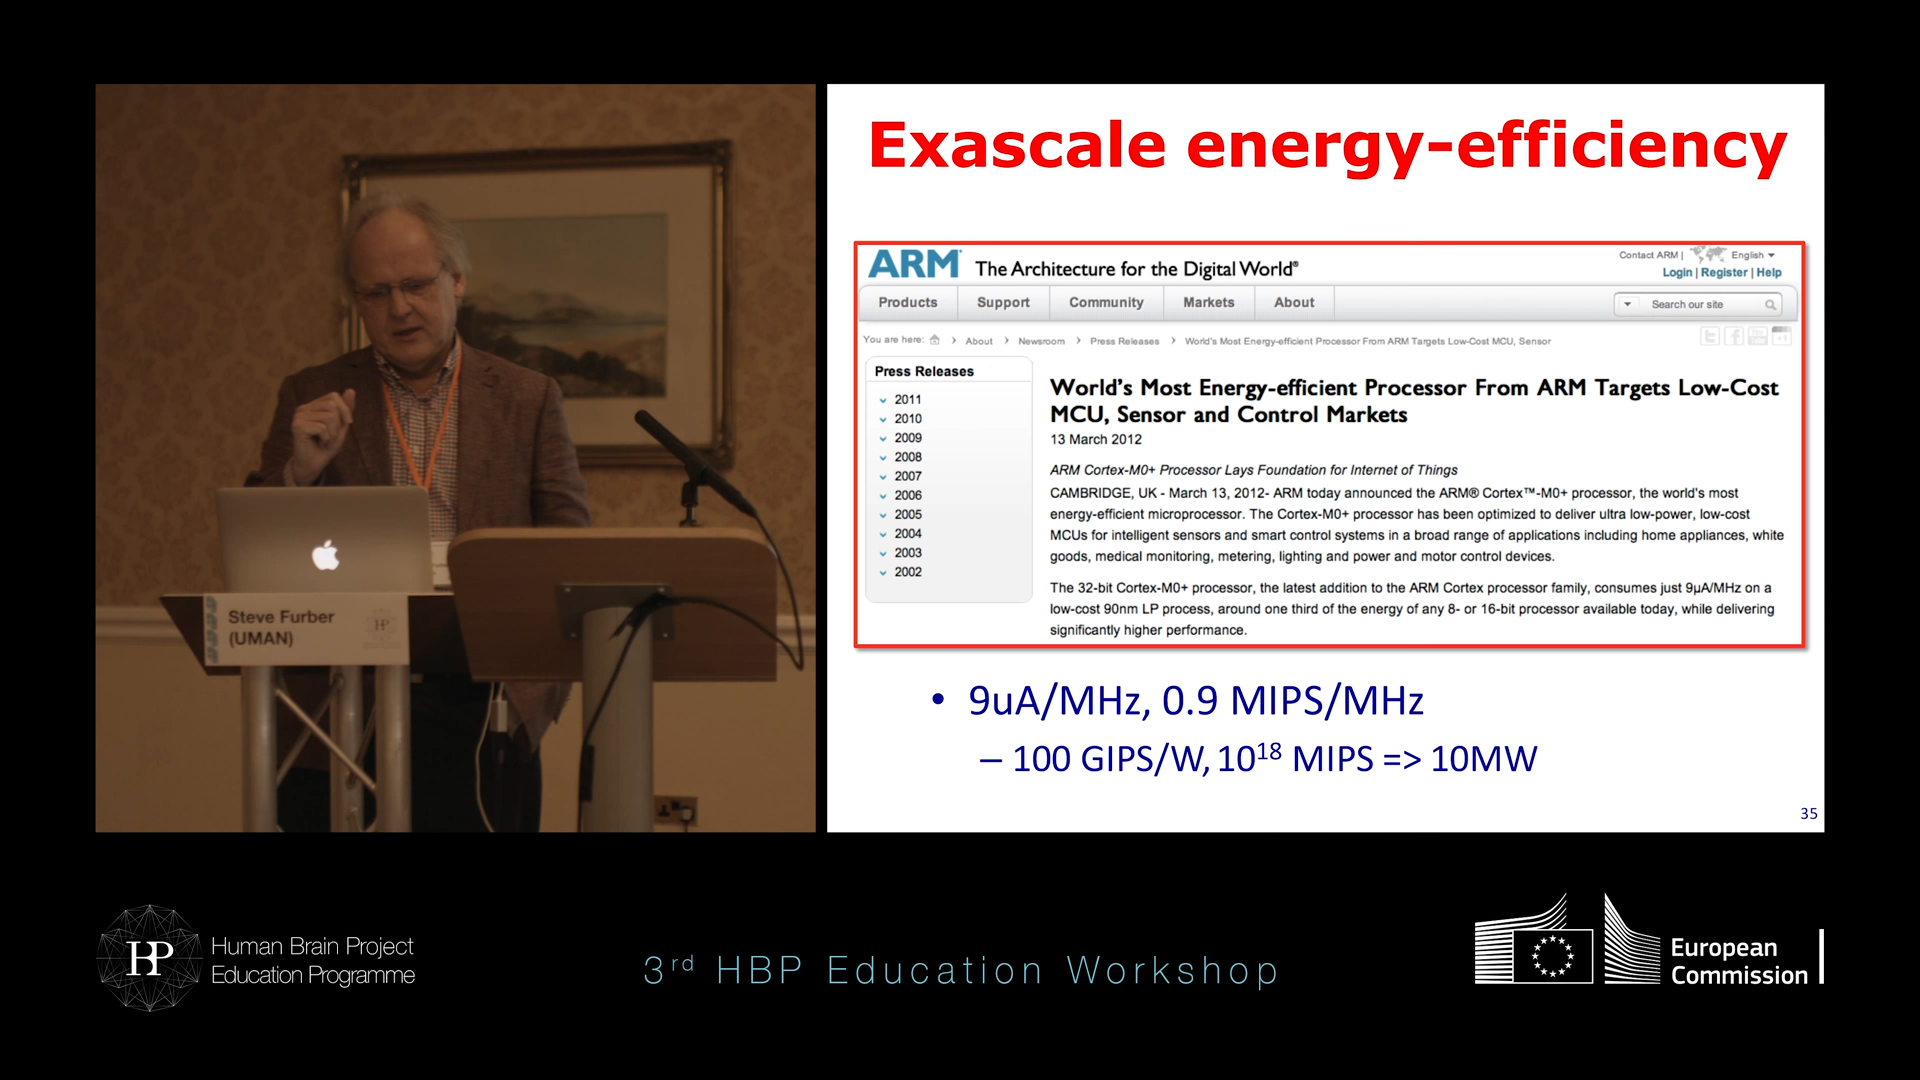 Exascale energy-efficiency
ARM The Architecture for the Digital World®
Contact ARM | English
Login | Register | Help
Products Support Community Markets About
Search our site
You are here: > About > Newsroom > Press Releases > World's Most Energy-efficient Processor From ARM Targets Low-Cost MCU, Sensor
Press Releases
2011
2010
2009
2008
2007
2006
2005
2004
2003
2002
World's Most Energy-efficient Processor From ARM Targets Low-Cost
MCU, Sensor and Control Markets
13 March 2012
ARM Cortex-M0+ Processor Lays Foundation for Internet of Things
CAMBRIDGE, UK - March 13, 2012- ARM today announced the ARM® Cortex™-M0+ processor, the world's most
energy-efficient microprocessor. The Cortex-M0+ processor has been optimized to deliver ultra low-power, low-cost
MCUs for intelligent sensors and smart control systems in a broad range of applications including home appliances, white
goods, medical monitoring, metering, lighting and power and motor control devices.
The 32-bit Cortex-M0+ processor, the latest addition to the ARM Cortex processor family, consumes just 9µA/MHz on a
low-cost 90nm LP process, around one third of the energy of any 8- or 16-bit processor available today, while delivering
significantly higher performance.
• 9uA/MHz, 0.9 MIPS/MHz
– 100 GIPS/W, 10¹⁸ MIPS => 10MW
35
Steve Furber
(UMAN)
HP
HP
Human Brain Project
Education Programme
3rd HBP Education Workshop
European
Commission